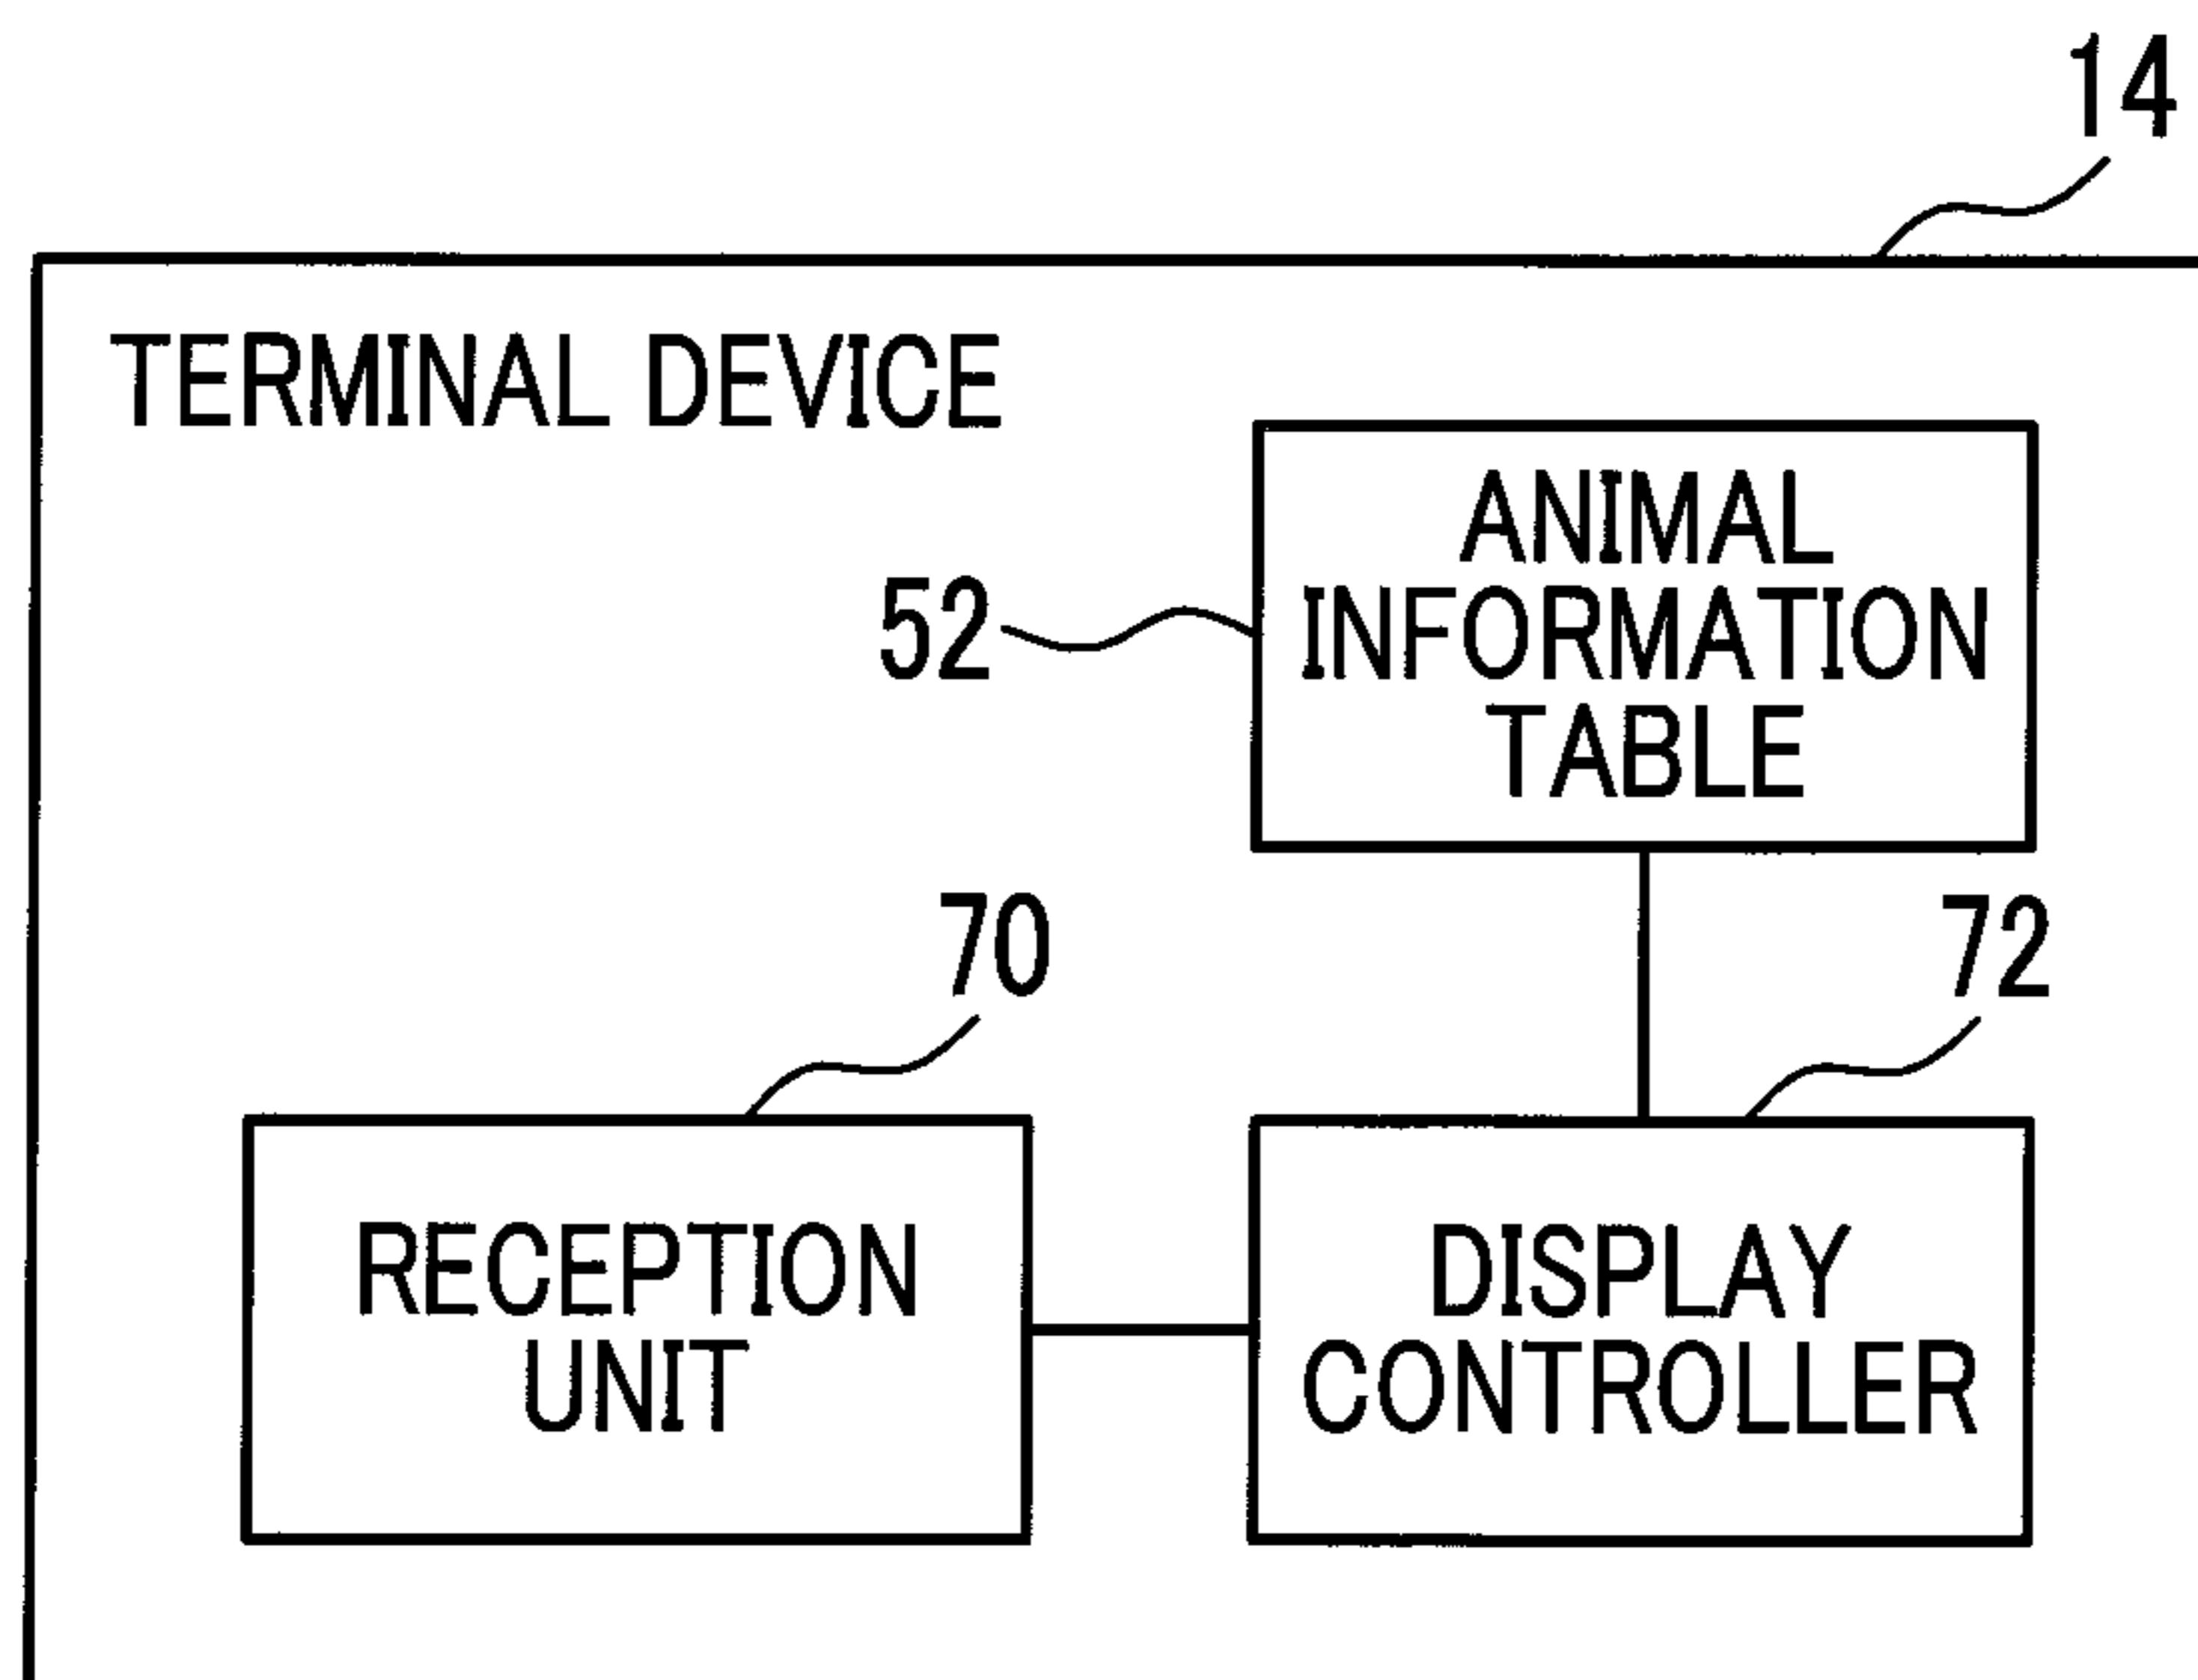 14
TERMINAL DEVICE
52
ANIMAL
INFORMATION
TABLE
70
72
RECEPTION
UNIT
DISPLAY
CONTROLLER